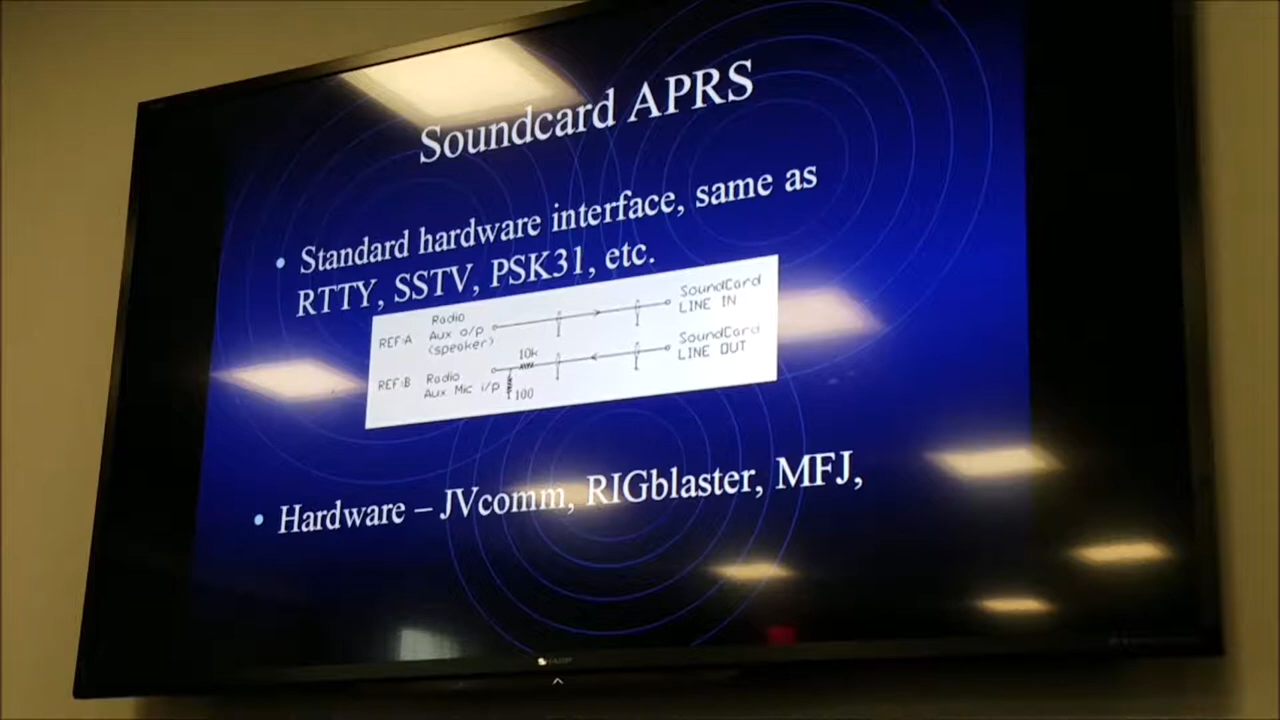 Soundcard APRS
• Standard hardware interface, same as
RTTY, SSTV, PSK31, etc.
REF:A Radio
Aux o/p
(speaker)
SoundCard
LINE IN
REF:B Radio
Aux Mic i/p
10k
100
SoundCard
LINE OUT
• Hardware – JVcomm, RIGblaster, MFJ,
SHARP